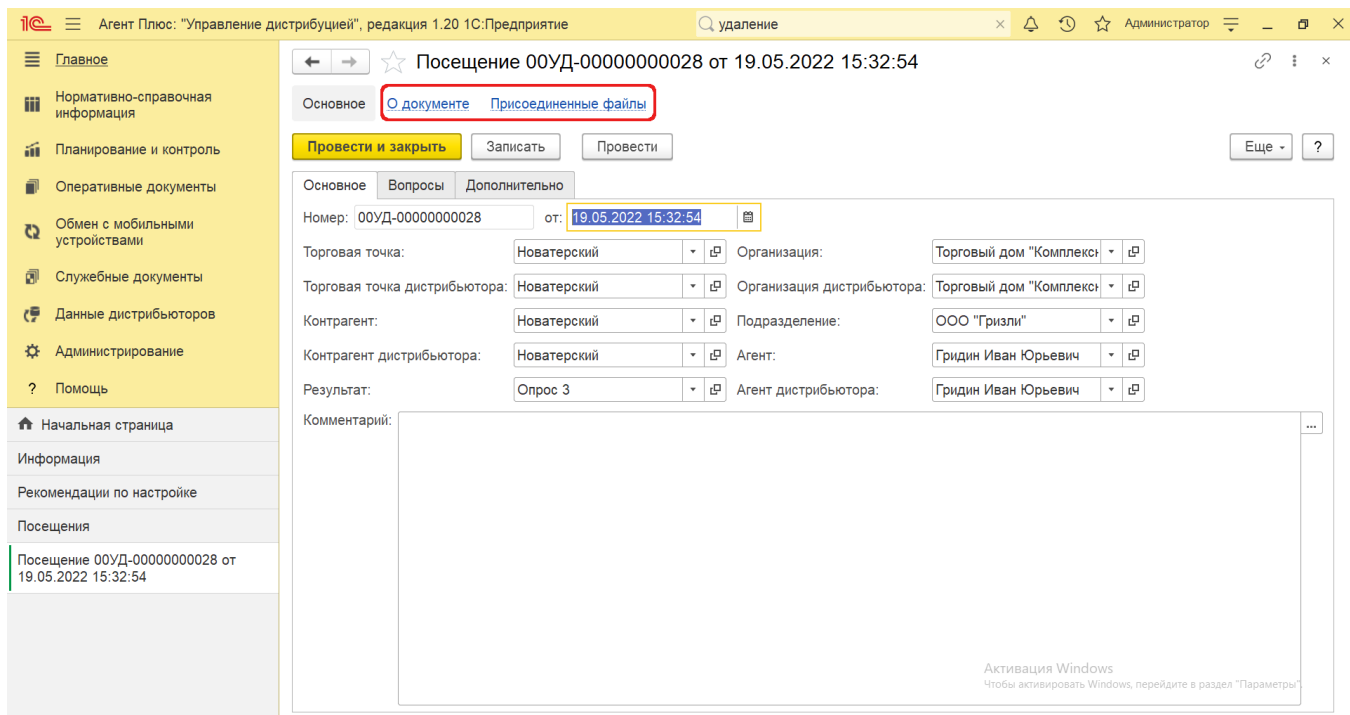 1С Агент Плюс: "Управление дистрибуцией", редакция 1.20 1С:Предприятие удаление Администратор
Главное
Нормативно-справочная
информация
Планирование и контроль
Оперативные документы
Обмен с мобильными
устройствами
Служебные документы
Данные дистрибьюторов
Администрирование
? Помощь
Начальная страница
Информация
Рекомендации по настройке
Посещения
Посещение 00УД-00000000028 от
19.05.2022 15:32:54
Посещение 00УД-00000000028 от 19.05.2022 15:32:54
Основное О документе Присоединенные файлы
Провести и закрыть Записать Провести Еще ?
Основное Вопросы Дополнительно
Номер: 00УД-00000000028 от: 19.05.2022 15:32:54
Торговая точка: Новатерский Организация: Торговый дом "Комплексн
Торговая точка дистрибьютора: Новатерский Организация дистрибьютора: Торговый дом "Комплексн
Контрагент: Новатерский Подразделение: ООО "Гризли"
Контрагент дистрибьютора: Новатерский Агент: Гридин Иван Юрьевич
Результат: Опрос 3 Агент дистрибьютора: Гридин Иван Юрьевич
Комментарий: ...
Активация Windows
Чтобы активировать Windows, перейдите в раздел "Параметры".